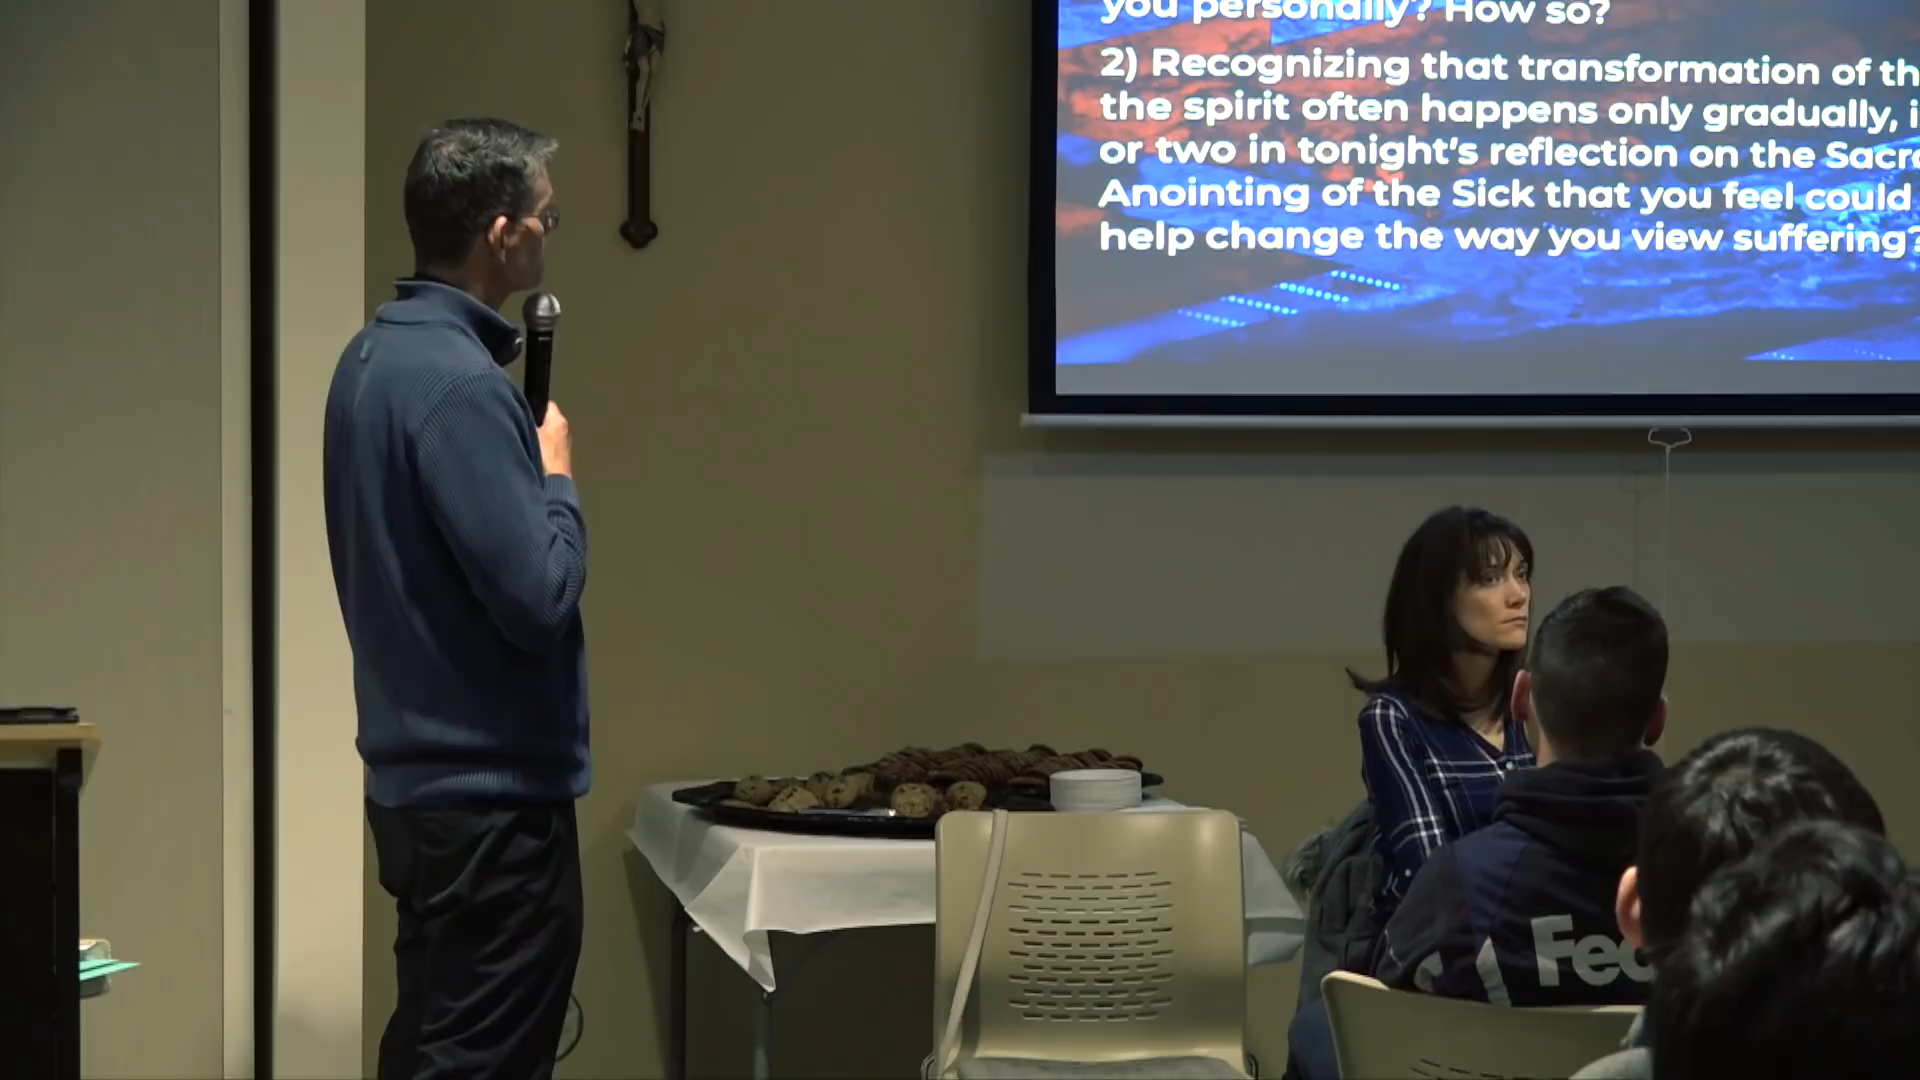 you personally? How so?
2) Recognizing that transformation of th
the spirit often happens only gradually, i
or two in tonight's reflection on the Sacra
Anointing of the Sick that you feel could
help change the way you view suffering?
Fed